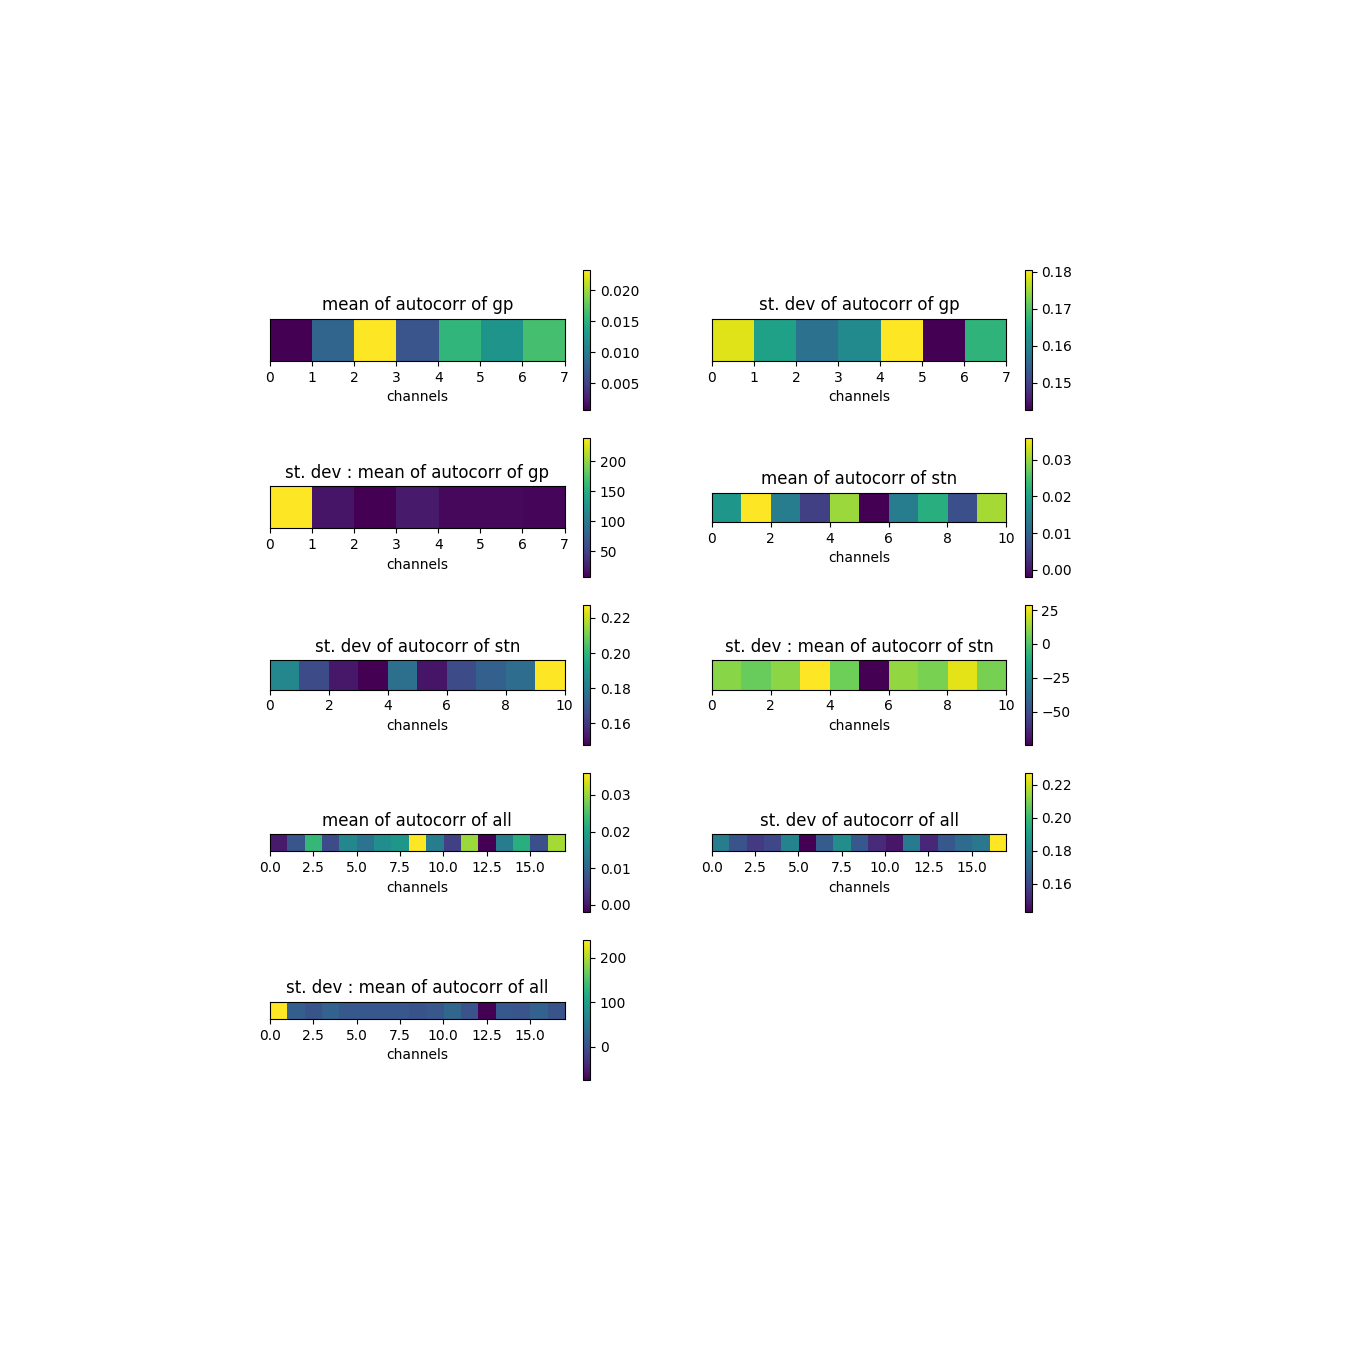 mean of autocorr of gp
0 1 2 3 4 5 6 7
channels
0.020
0.015
0.010
0.005
st. dev of autocorr of gp
0 1 2 3 4 5 6 7
channels
0.18
0.17
0.16
0.15
st. dev : mean of autocorr of gp
0 1 2 3 4 5 6 7
channels
200
150
100
50
mean of autocorr of stn
0 2 4 6 8 10
channels
0.03
0.02
0.01
0.00
st. dev of autocorr of stn
0 2 4 6 8 10
channels
0.22
0.20
0.18
0.16
st. dev : mean of autocorr of stn
0 2 4 6 8 10
channels
25
0
−25
−50
mean of autocorr of all
0.0 2.5 5.0 7.5 10.0 12.5 15.0
channels
0.03
0.02
0.01
0.00
st. dev of autocorr of all
0.0 2.5 5.0 7.5 10.0 12.5 15.0
channels
0.22
0.20
0.18
0.16
st. dev : mean of autocorr of all
0.0 2.5 5.0 7.5 10.0 12.5 15.0
channels
200
100
0